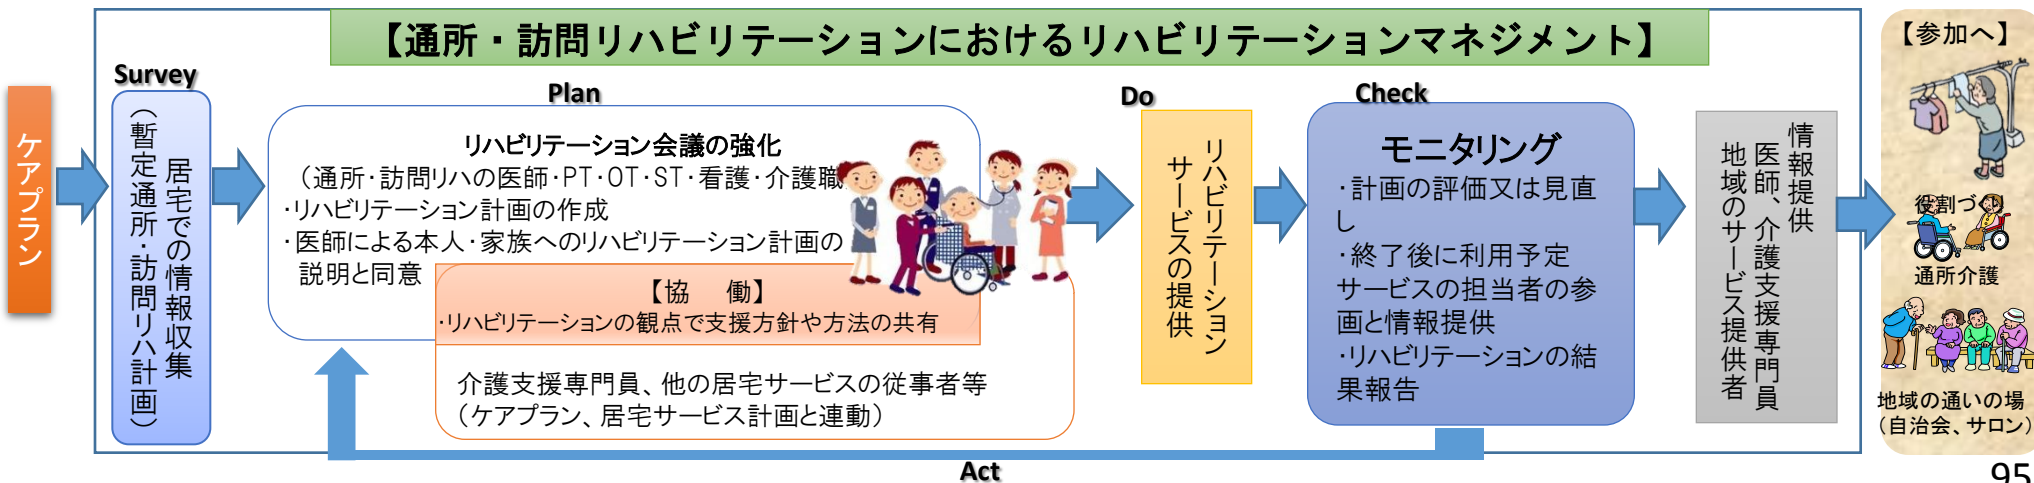 【通所・訪問リハビリテーションにおけるリハビリテーションマネジメント】
ケアプラン
Survey
居宅での情報収集
（暫定通所・訪問リハ計画）
Plan
リハビリテーション会議の強化
（通所・訪問リハの医師・PT・OT・ST・看護・介護職
・リハビリテーション計画の作成
・医師による本人・家族へのリハビリテーション計画の
説明と同意
【協　働】
・リハビリテーションの観点で支援方針や方法の共有
介護支援専門員、他の居宅サービスの従事者等
（ケアプラン、居宅サービス計画と連動）
Do
リハビリテーション
サービスの提供
Check
モニタリング
・計画の評価又は見直
し
・終了後に利用予定
サービスの担当者の参
画と情報提供
・リハビリテーションの結
果報告
Act
情報提供
医師、介護支援専門員
地域のサービス提供者
【参加へ】
役割づく
通所介護
地域の通いの場
（自治会、サロン）
95